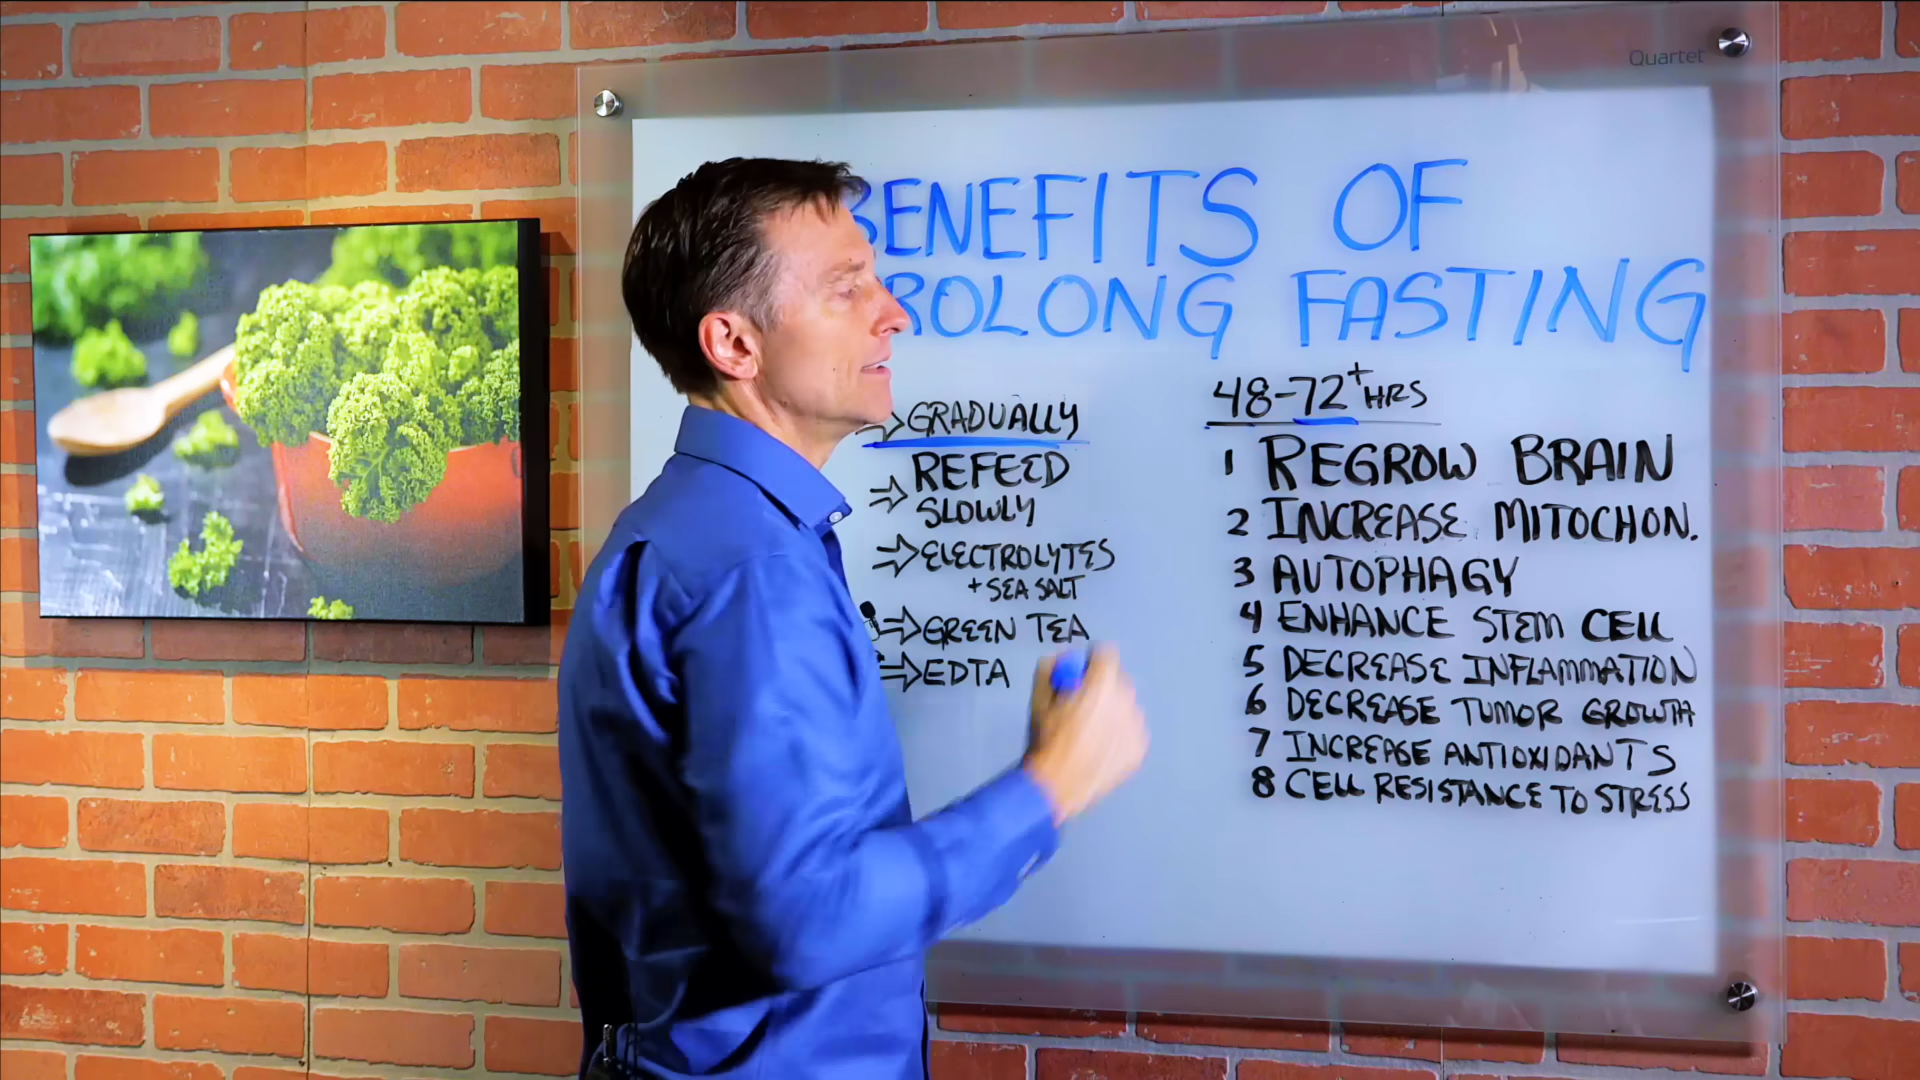 Quartet
BENEFITS OF
ROLONG FASTING
⇒ GRADUALLY
⇒ REFEED
SLOWLY
⇒ ELECTROLYTES
+ SEA SALT
⇒ GREEN TEA
⇒ EDTA
48-72+ HRS
1 REGROW BRAIN
2 INCREASE MITOCHON.
3 AUTOPHAGY
4 ENHANCE STEM CELL
5 DECREASE INFLAMMATION
6 DECREASE TUMOR GROWTH
7 INCREASE ANTIOXIDANTS
8 CELL RESISTANCE TO STRESS